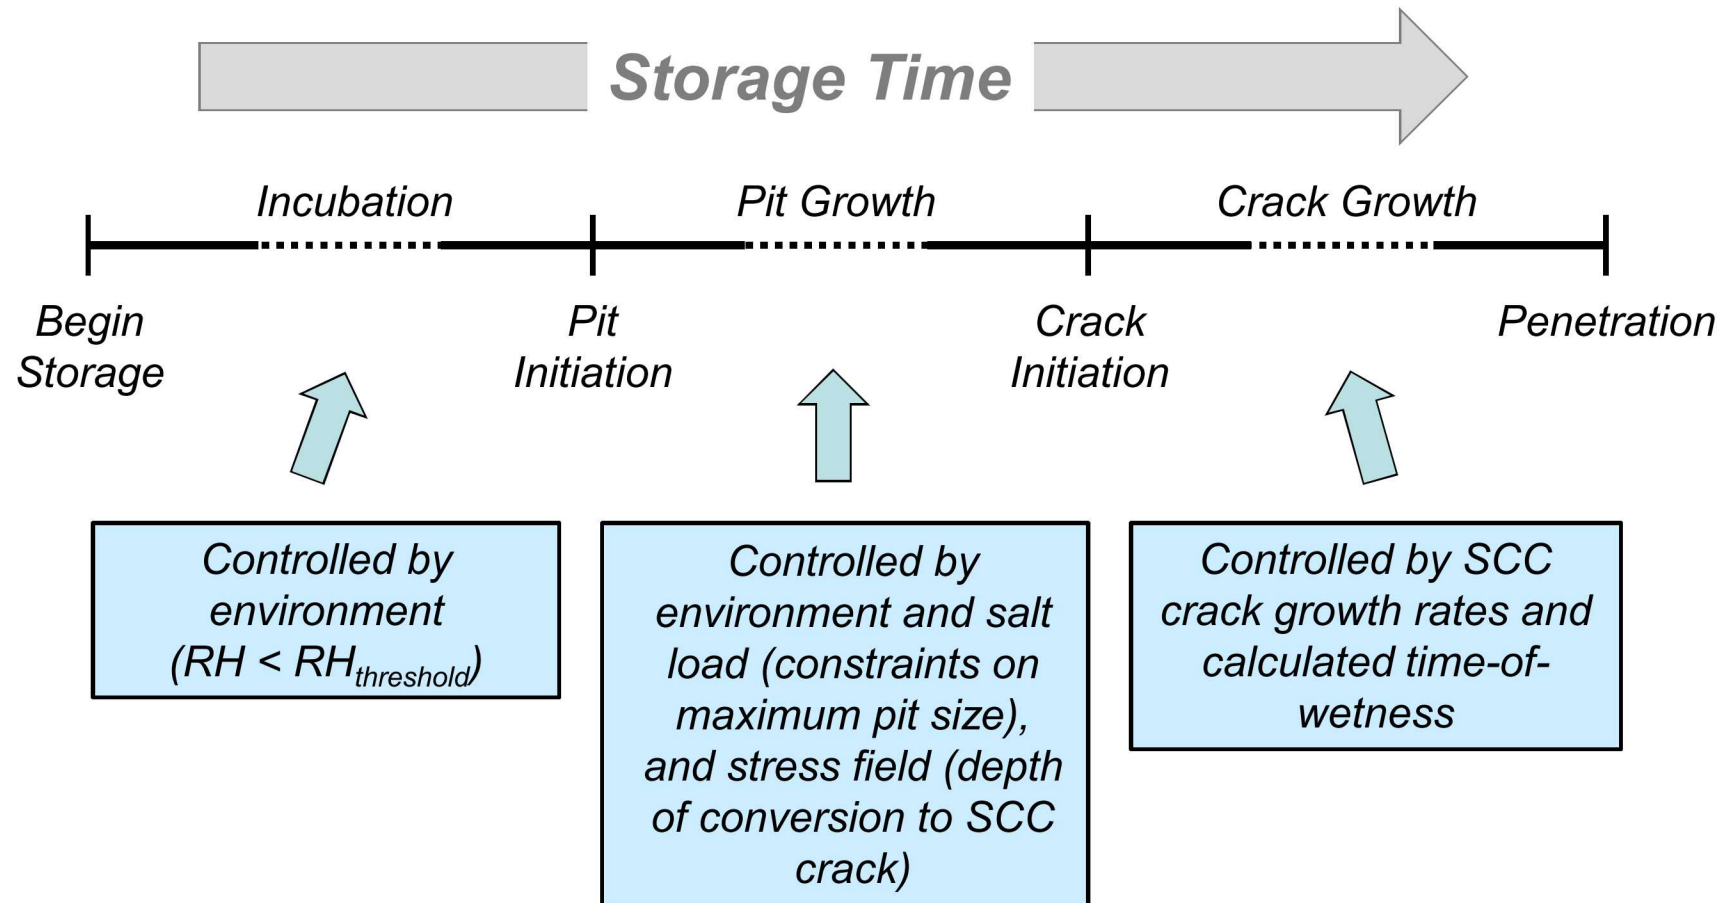 Storage Time
Incubation
Pit Growth
Crack Growth
Begin
Storage
Pit
Initiation
Crack
Initiation
Penetration
Controlled by
environment
(RH < RHthreshold)
Controlled by
environment and salt
load (constraints on
maximum pit size),
and stress field (depth
of conversion to SCC
crack)
Controlled by SCC
crack growth rates and
calculated time-of-
wetness